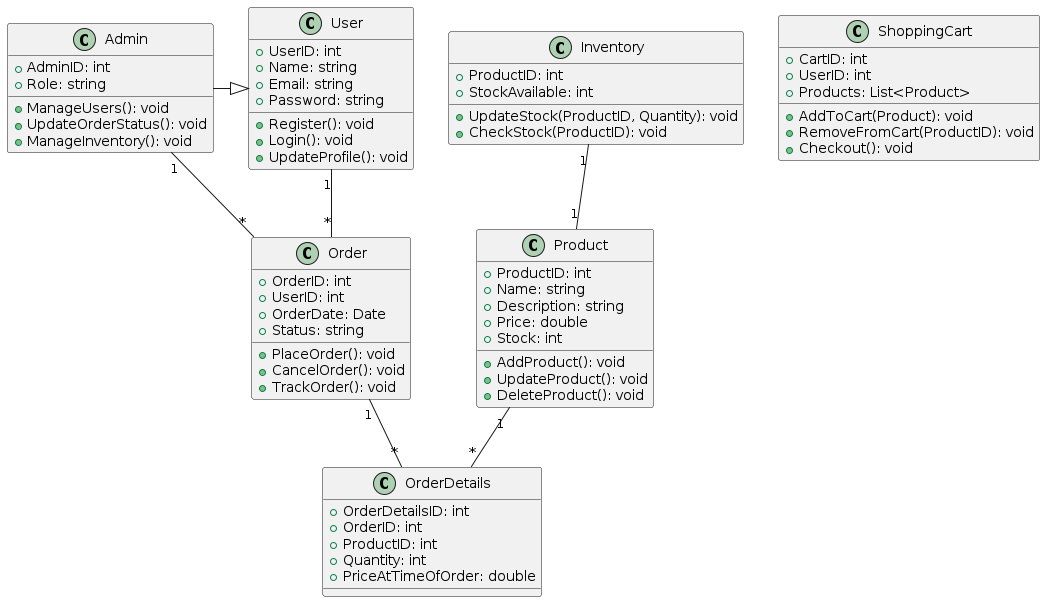 C Admin
AdminID: int
Role: string
ManageUsers(): void
UpdateOrderStatus(): void
ManageInventory(): void
C User
UserID: int
Name: string
Email: string
Password: string
Register(): void
Login(): void
UpdateProfile(): void
C Inventory
ProductID: int
StockAvailable: int
UpdateStock(ProductID, Quantity): void
CheckStock(ProductID): void
C ShoppingCart
CartID: int
UserID: int
Products: List<Product>
AddToCart(Product): void
RemoveFromCart(ProductID): void
Checkout(): void
1
*
1
*
1
1
C Order
OrderID: int
UserID: int
OrderDate: Date
Status: string
PlaceOrder(): void
CancelOrder(): void
TrackOrder(): void
C Product
ProductID: int
Name: string
Description: string
Price: double
Stock: int
AddProduct(): void
UpdateProduct(): void
DeleteProduct(): void
1
*
1
*
C OrderDetails
OrderDetailsID: int
OrderID: int
ProductID: int
Quantity: int
PriceAtTimeOfOrder: double